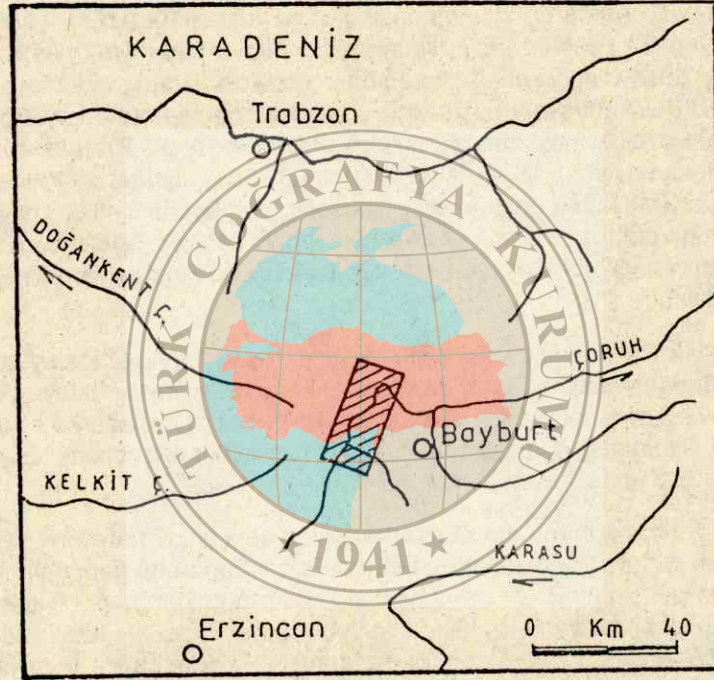 KARADENİZ
Trabzon
TÜRK COĞRAFYA KURUMU
DOĞANKENT Ç.
ÇORUH
Bayburt
KELKİT Ç.
★ 1941 ★
KARASU
Erzincan
0 Km 40